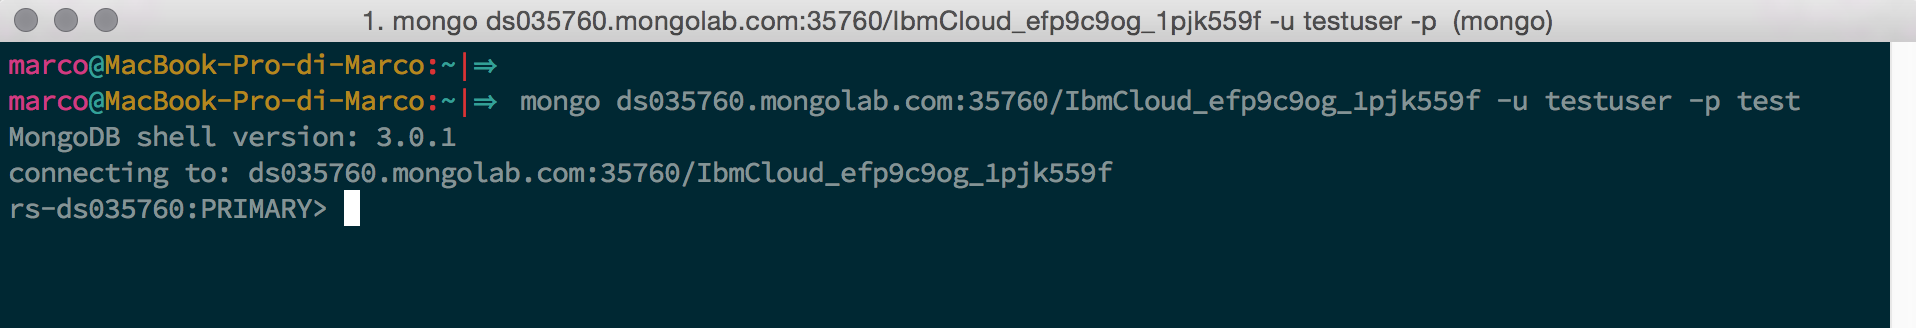 1. mongo ds035760.mongolab.com:35760/IbmCloud_efp9c9og_1pjk559f -u testuser -p  (mongo)
marco@MacBook-Pro-di-Marco:~|⇒
marco@MacBook-Pro-di-Marco:~|⇒  mongo ds035760.mongolab.com:35760/IbmCloud_efp9c9og_1pjk559f -u testuser -p test
MongoDB shell version: 3.0.1
connecting to: ds035760.mongolab.com:35760/IbmCloud_efp9c9og_1pjk559f
rs-ds035760:PRIMARY>